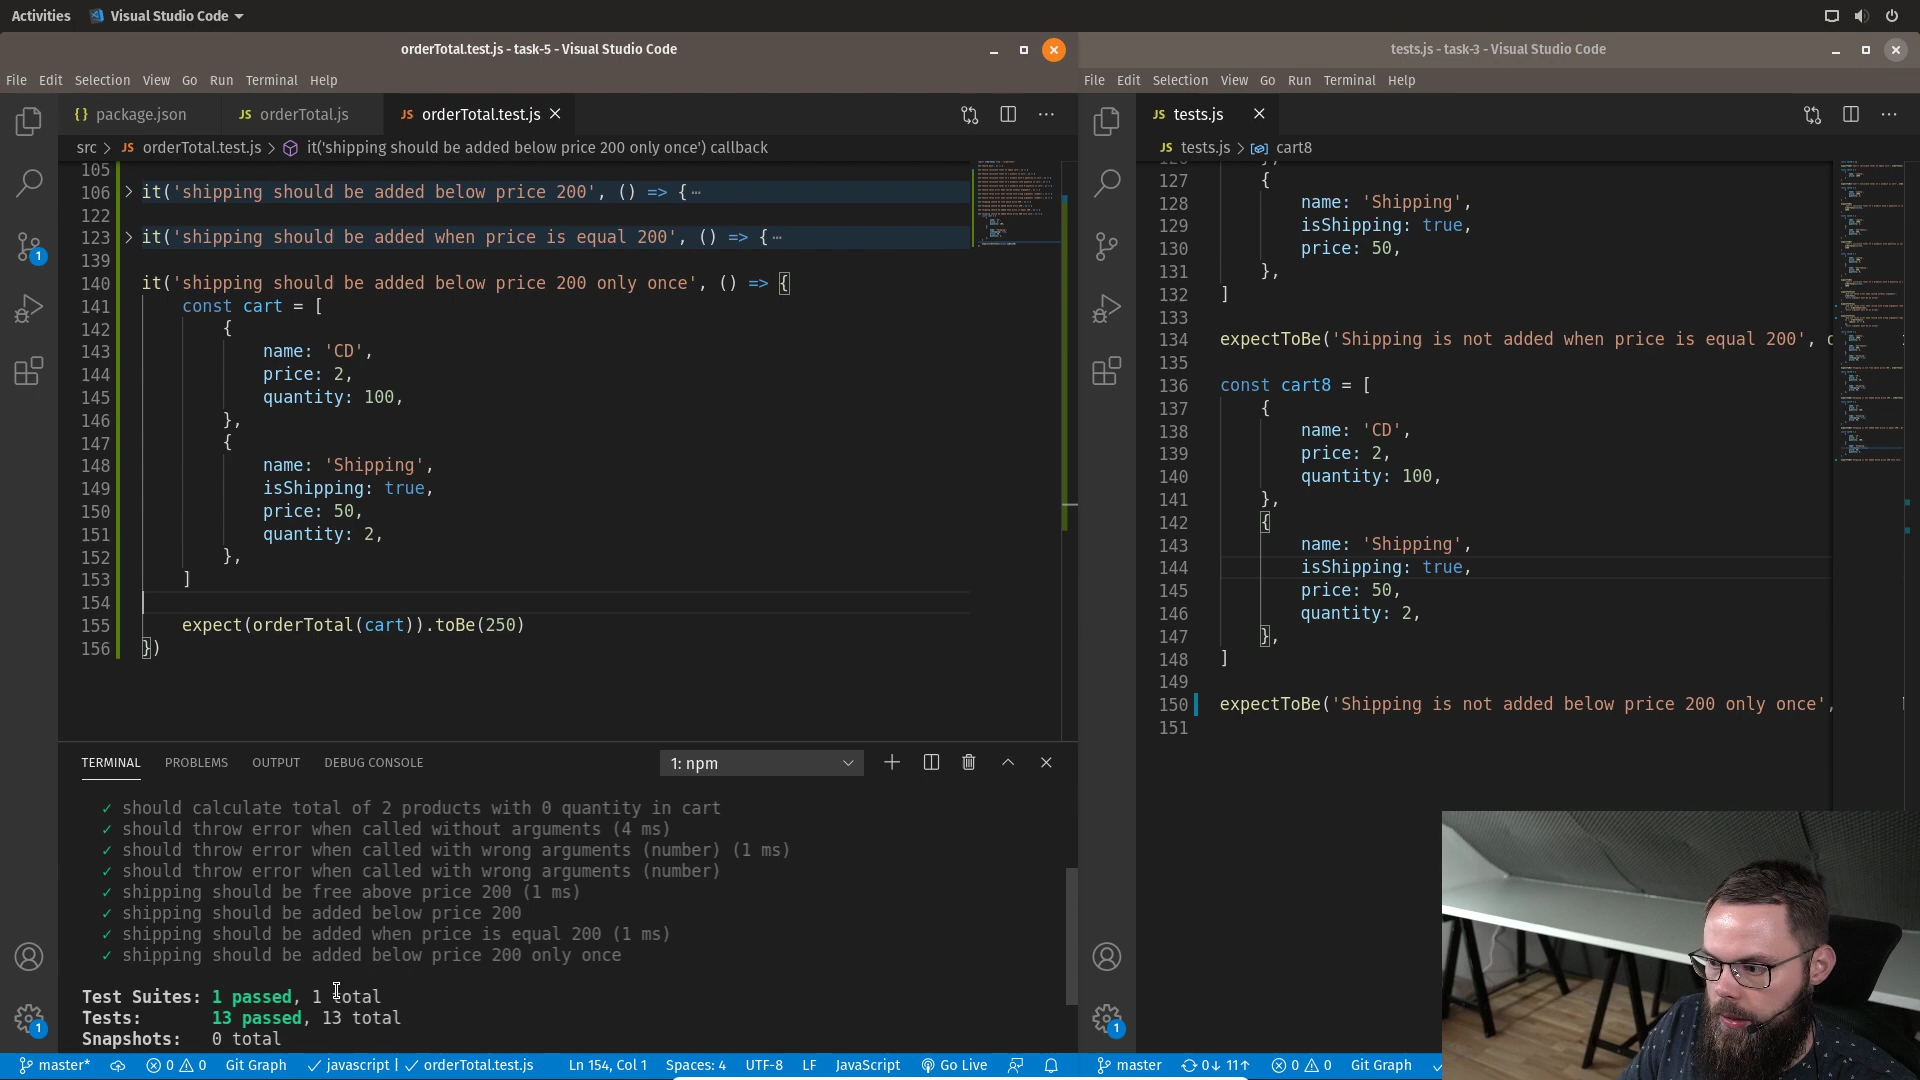 Activities
Visual Studio Code
orderTotal.test.js - task-5 - Visual Studio Code
File Edit Selection View Go Run Terminal Help
{} package.json
JS orderTotal.js
JS orderTotal.test.js
src > JS orderTotal.test.js > it('shipping should be added below price 200 only once') callback
105
106 > it('shipping should be added below price 200', () => {⋯
122
123 > it('shipping should be added when price is equal 200', () => {⋯
139
140 it('shipping should be added below price 200 only once', () => {
141 const cart = [
142 {
143 name: 'CD',
144 price: 2,
145 quantity: 100,
146 },
147 {
148 name: 'Shipping',
149 isShipping: true,
150 price: 50,
151 quantity: 2,
152 },
153 ]
154
155 expect(orderTotal(cart)).toBe(250)
156 })
TERMINAL PROBLEMS OUTPUT DEBUG CONSOLE
1: npm
✓ should calculate total of 2 products with 0 quantity in cart
✓ should throw error when called without arguments (4 ms)
✓ should throw error when called with wrong arguments (number) (1 ms)
✓ should throw error when called with wrong arguments (number)
✓ shipping should be free above price 200 (1 ms)
✓ shipping should be added below price 200
✓ shipping should be added when price is equal 200 (1 ms)
✓ shipping should be added below price 200 only once
Test Suites: 1 passed, 1 total
Tests: 13 passed, 13 total
Snapshots: 0 total
1
1
master* 0 0 Git Graph ✓ javascript | ✓ orderTotal.test.js Ln 154, Col 1 Spaces: 4 UTF-8 LF JavaScript Go Live
tests.js - task-3 - Visual Studio Code
File Edit Selection View Go Run Terminal Help
JS tests.js
JS tests.js > cart8
127 {
128 name: 'Shipping',
129 isShipping: true,
130 price: 50,
131 },
132 ]
133
134 expectToBe('Shipping is not added when price is equal 200',
135
136 const cart8 = [
137 {
138 name: 'CD',
139 price: 2,
140 quantity: 100,
141 },
142 {
143 name: 'Shipping',
144 isShipping: true,
145 price: 50,
146 quantity: 2,
147 },
148 ]
149
150 expectToBe('Shipping is not added below price 200 only once',
151
1
master 0↓ 11↑ 0 0 Git Graph